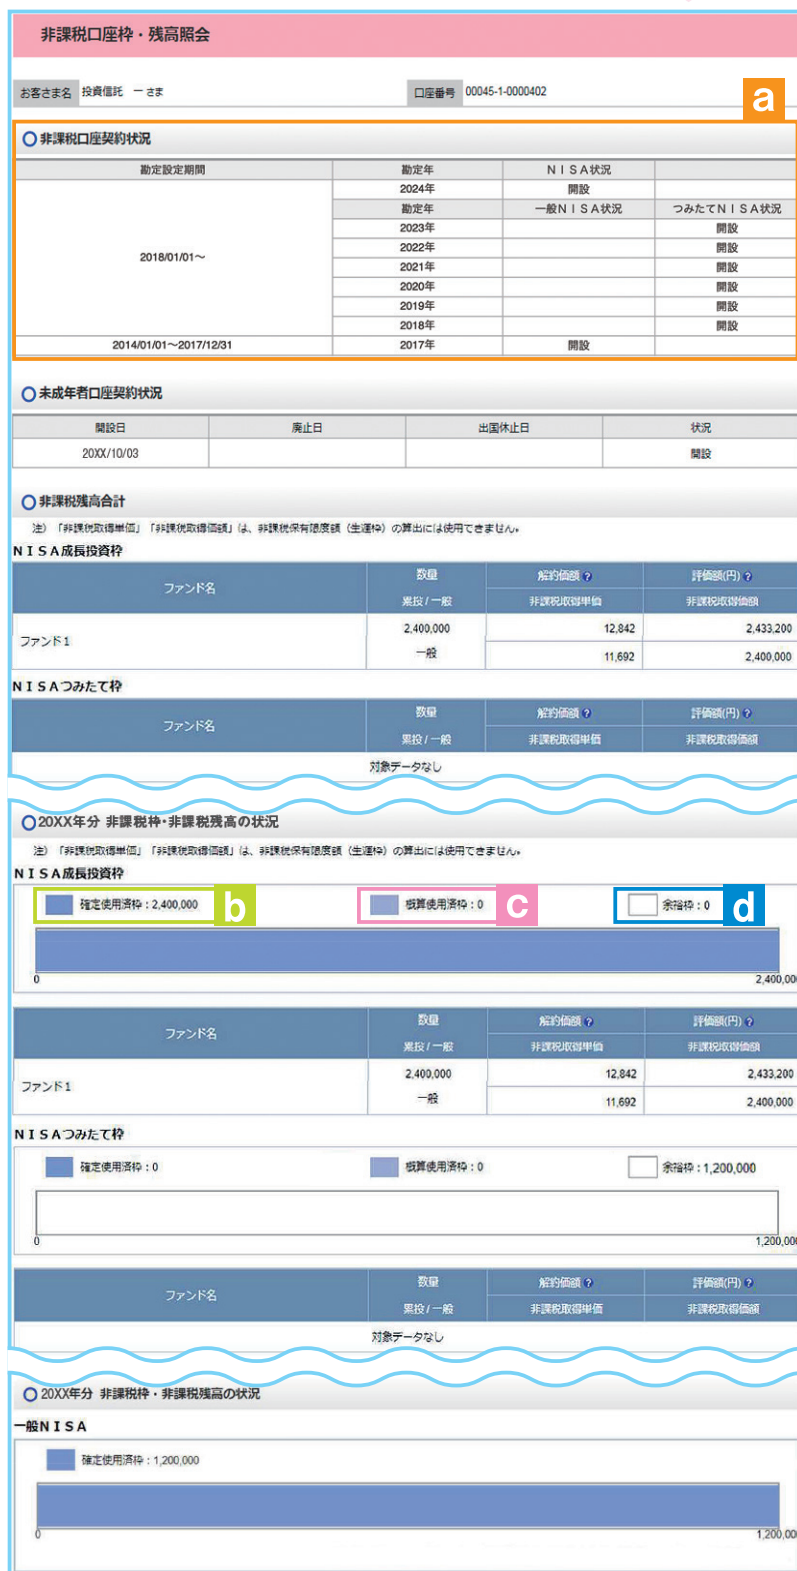 非課税口座枠・残高照会
お客さま名 投資信託 一さま 口座番号 00045-1-0000402
a
非課税口座契約状況
勘定設定期間 勘定年 NISA状況
2024年 開設
勘定年 一般NISA状況 つみたてNISA状況
2023年 開設
2022年 開設
2018/01/01～
2021年 開設
2020年 開設
2019年 開設
2018年 開設
2014/01/01～2017/12/31 2017年 開設
未成年者口座契約状況
開設日 廃止日 出国休止日 状況
20XX/10/03 開設
非課税残高合計
注）「非課税取得単価」「非課税取得価額」は、非課税保有限度額（生涯枠）の算出には使用できません。
NISA成長投資枠
ファンド名 数量 解約価額 ? 評価額(円) ?
累投/一般 非課税取得単価 非課税取得価額
ファンド1 2,400,000 12,842 2,433,200
一般 11,692 2,400,000
NISAつみたて枠
ファンド名 数量 解約価額 ? 評価額(円) ?
累投/一般 非課税取得単価 非課税取得価額
対象データなし
20XX年分 非課税枠・非課税残高の状況
注）「非課税取得単価」「非課税取得価額」は、非課税保有限度額（生涯枠）の算出には使用できません。
NISA成長投資枠
確定使用済枠：2,400,000 b 概算使用済枠：0 c 余裕枠：0 d
0 2,400,00
ファンド名 数量 解約価額 ? 評価額(円) ?
累投/一般 非課税取得単価 非課税取得価額
ファンド1 2,400,000 12,842 2,433,200
一般 11,692 2,400,000
NISAつみたて枠
確定使用済枠：0 概算使用済枠：0 余裕枠：1,200,000
0 1,200,000
ファンド名 数量 解約価額 ? 評価額(円) ?
累投/一般 非課税取得単価 非課税取得価額
対象データなし
20XX年分 非課税枠・非課税残高の状況
一般NISA
確定使用済枠：1,200,000
0 1,200,00